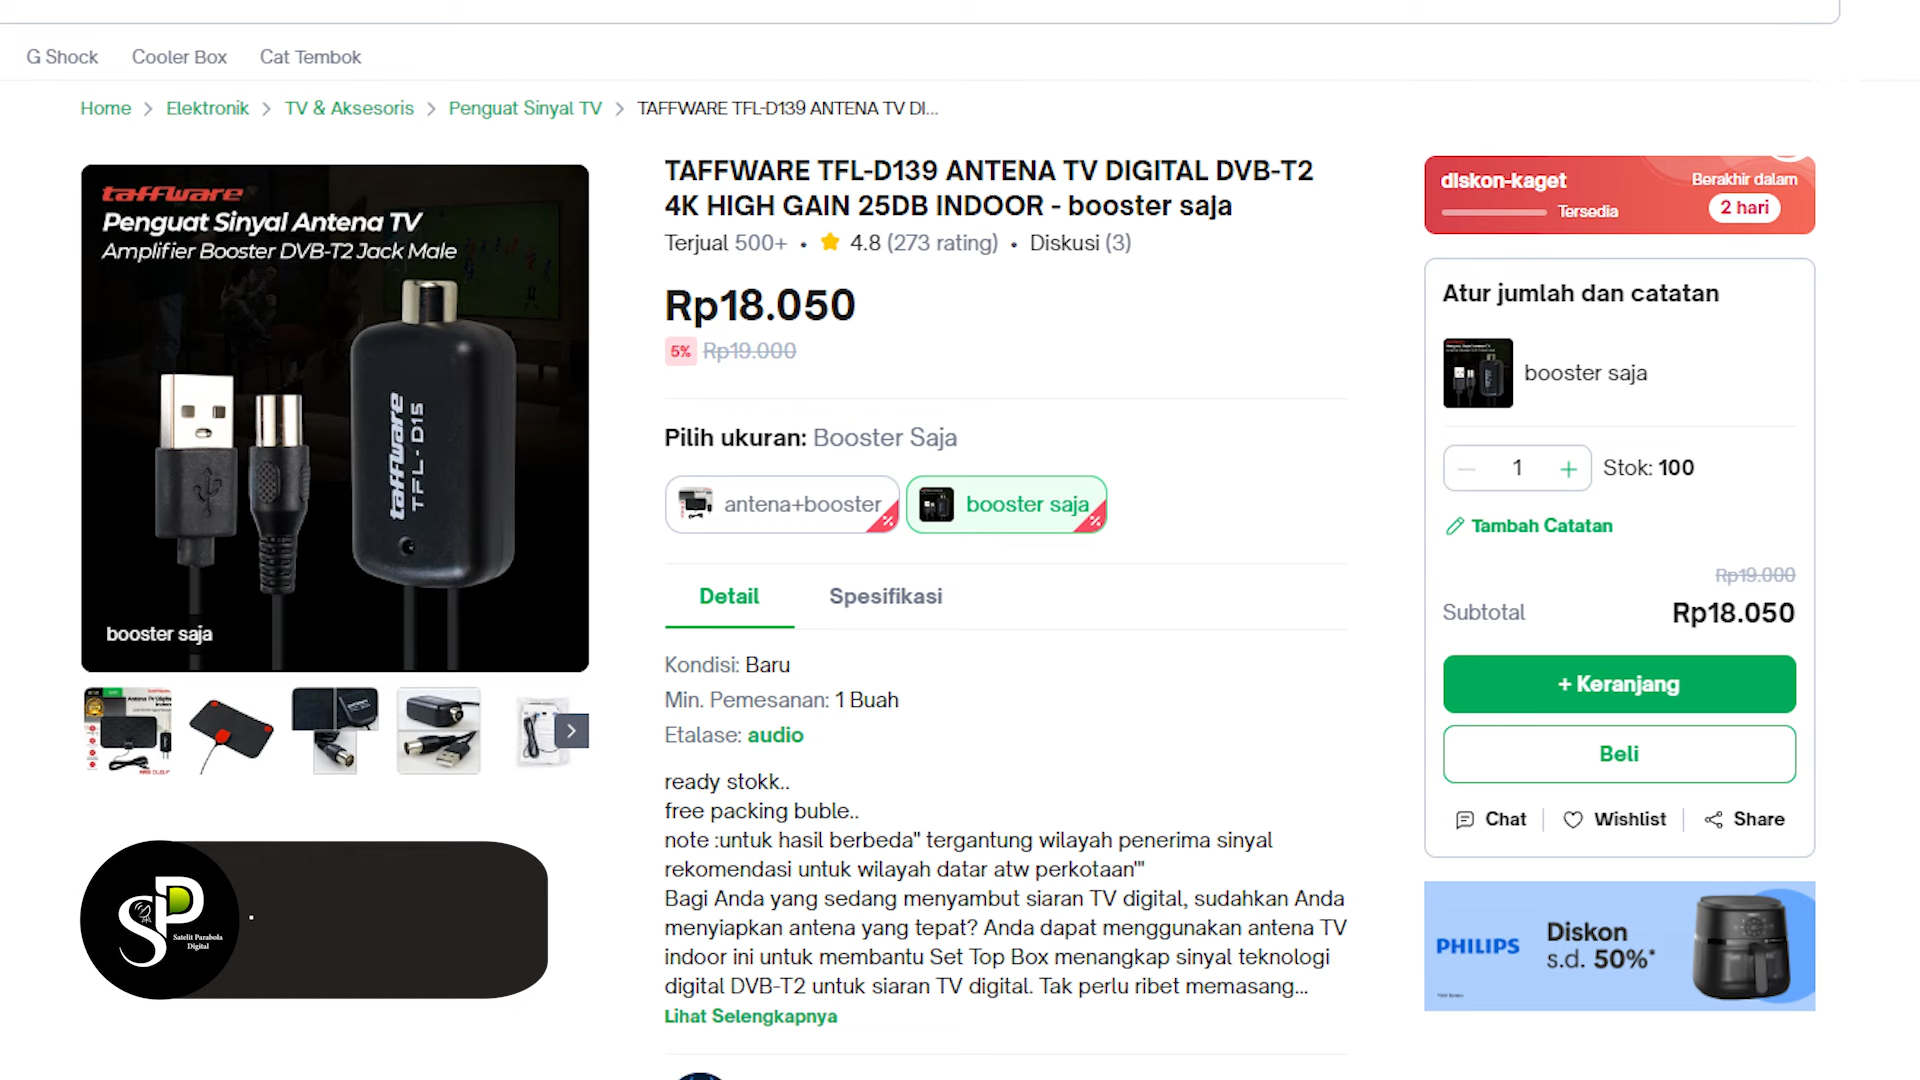 G Shock Cooler Box Cat Tembok
Home > Elektronik > TV & Aksesoris > Penguat Sinyal TV > TAFFWARE TFL-D139 ANTENA TV DI...
taffware
Penguat Sinyal Antena TV
Amplifier Booster DVB-T2 Jack Male
taffware
TFL-D15
booster saja
TAFFWARE TFL-D139 ANTENA TV DIGITAL DVB-T2
4K HIGH GAIN 25DB INDOOR - booster saja
Terjual 500+ • 4.8 (273 rating) • Diskusi (3)
Rp18.050
5% Rp19.000
Pilih ukuran: Booster Saja
antena+booster booster saja
Detail Spesifikasi
Kondisi: Baru
Min. Pemesanan: 1 Buah
Etalase: audio
ready stokk..
free packing buble..
note :untuk hasil berbeda" tergantung wilayah penerima sinyal
rekomendasi untuk wilayah datar atw perkotaan'"
Bagi Anda yang sedang menyambut siaran TV digital, sudahkan Anda
menyiapkan antena yang tepat? Anda dapat menggunakan antena TV
indoor ini untuk membantu Set Top Box menangkap sinyal teknologi
digital DVB-T2 untuk siaran TV digital. Tak perlu ribet memasang...
Lihat Selengkapnya
diskon-kaget
Berakhir dalam
Tersedia
2 hari
Atur jumlah dan catatan
booster saja
1 Stok: 100
Tambah Catatan
Rp19.000
Subtotal Rp18.050
+ Keranjang
Beli
Chat Wishlist Share
PHILIPS
Diskon
s.d. 50%*
SPD
Satelit Parabola
Digital